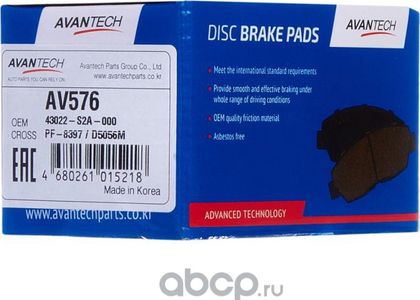 AVANTECH
AUTO PARTS YOU CAN RELY ON.
Avantech Parts Group Co., Ltd.
www.avantechparts.co.kr
AV576
OEM 43022-S2A-000
CROSS PF-8397 / D5056M
EAC
4 680261 015218
Made in Korea
www.avantechparts.co.kr
DISC BRAKE PADS
AVANTECH
• Meet the international standard requirements
• Provide smooth and effective braking under
whole range of driving conditions
• OEM quality friction material
• Asbestos free
ADVANCED TECHNOLOGY
abcp.ru